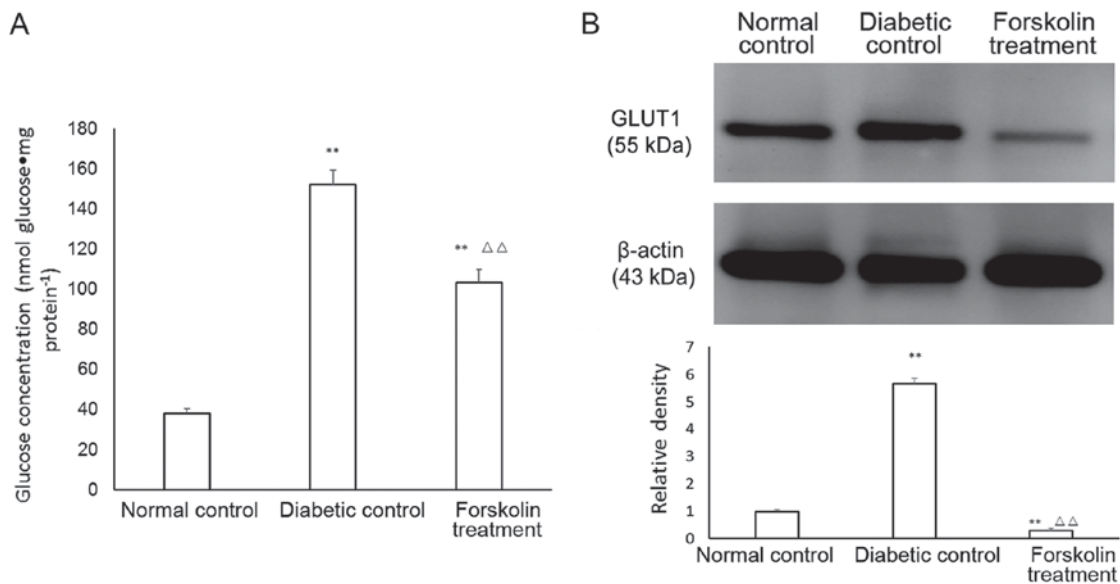 A
Glucose concentration (nmol glucose•mg
protein⁻¹)
180
160
140
120
100
80
60
40
20
0
**
** △△
Normal control
Diabetic control
Forskolin
treatment
B
Normal
control
Diabetic
control
Forskolin
treatment
GLUT1
(55 kDa)
β-actin
(43 kDa)
Relative density
7
6
5
4
3
2
1
0
**
** △△
Normal control
Diabetic control
Forskolin
treatment